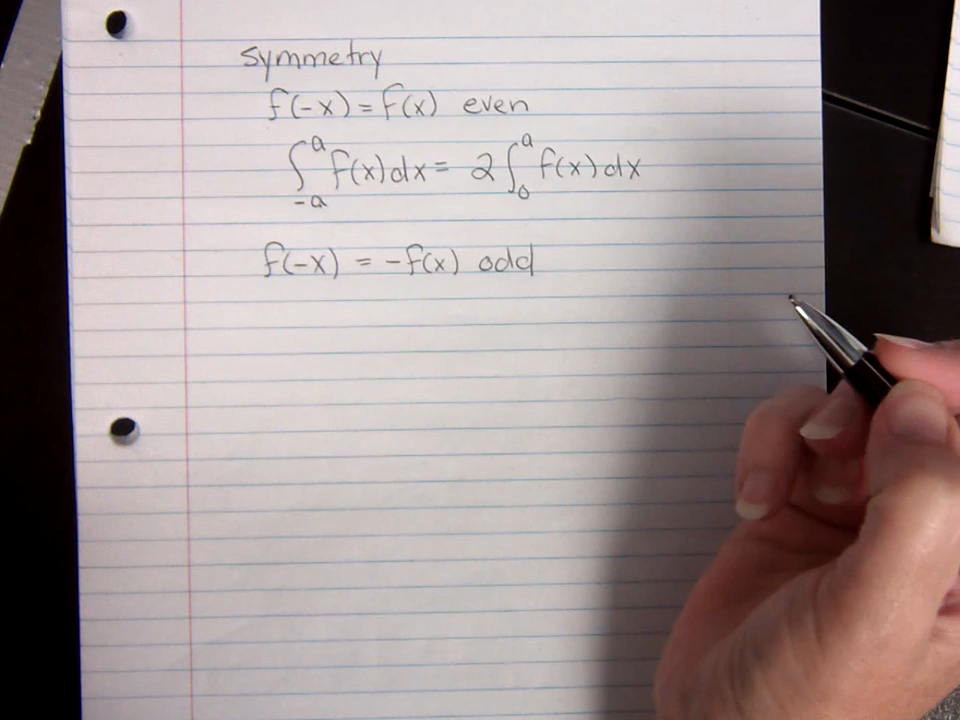 Symmetry
f(-x) = f(x) even
∫_{-a}^{a} f(x)dx = 2∫_{0}^{a} f(x)dx
f(-x) = -f(x) odd